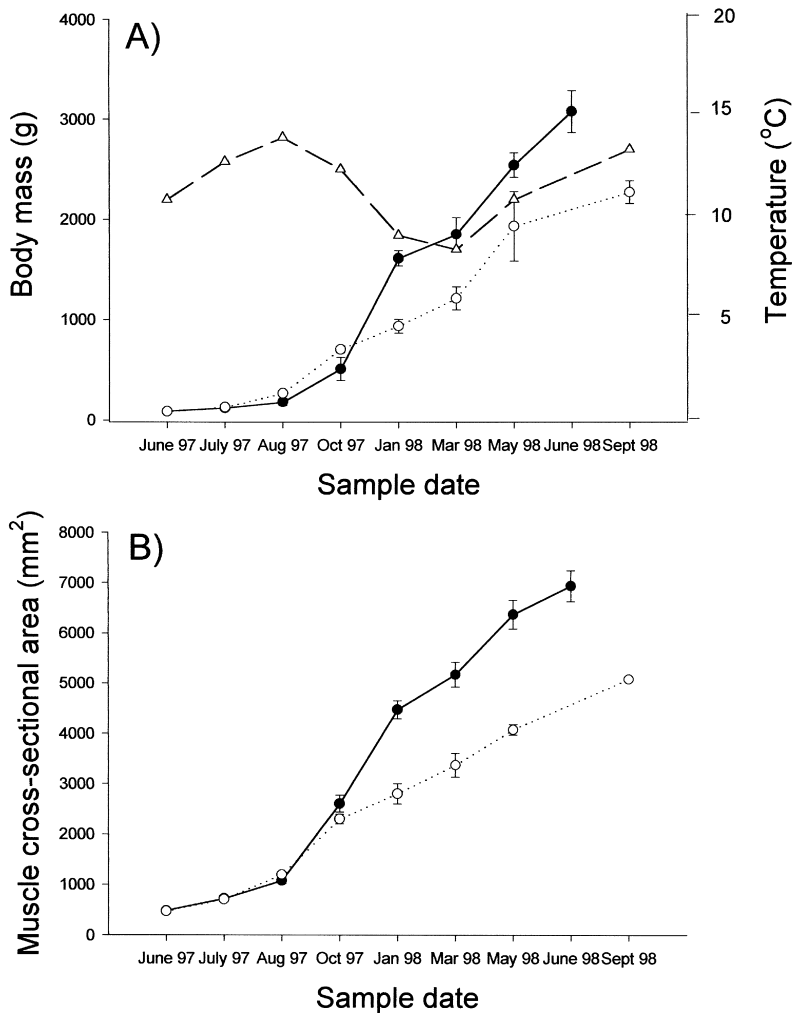 A)
Body mass (g)
4000
3000
2000
1000
0
Temperature (°C)
20
15
10
5
June 97 July 97 Aug 97 Oct 97 Jan 98 Mar 98 May 98 June 98 Sept 98
Sample date
B)
Muscle cross-sectional area (mm²)
8000
7000
6000
5000
4000
3000
2000
1000
0
June 97 July 97 Aug 97 Oct 97 Jan 98 Mar 98 May 98 June 98 Sept 98
Sample date